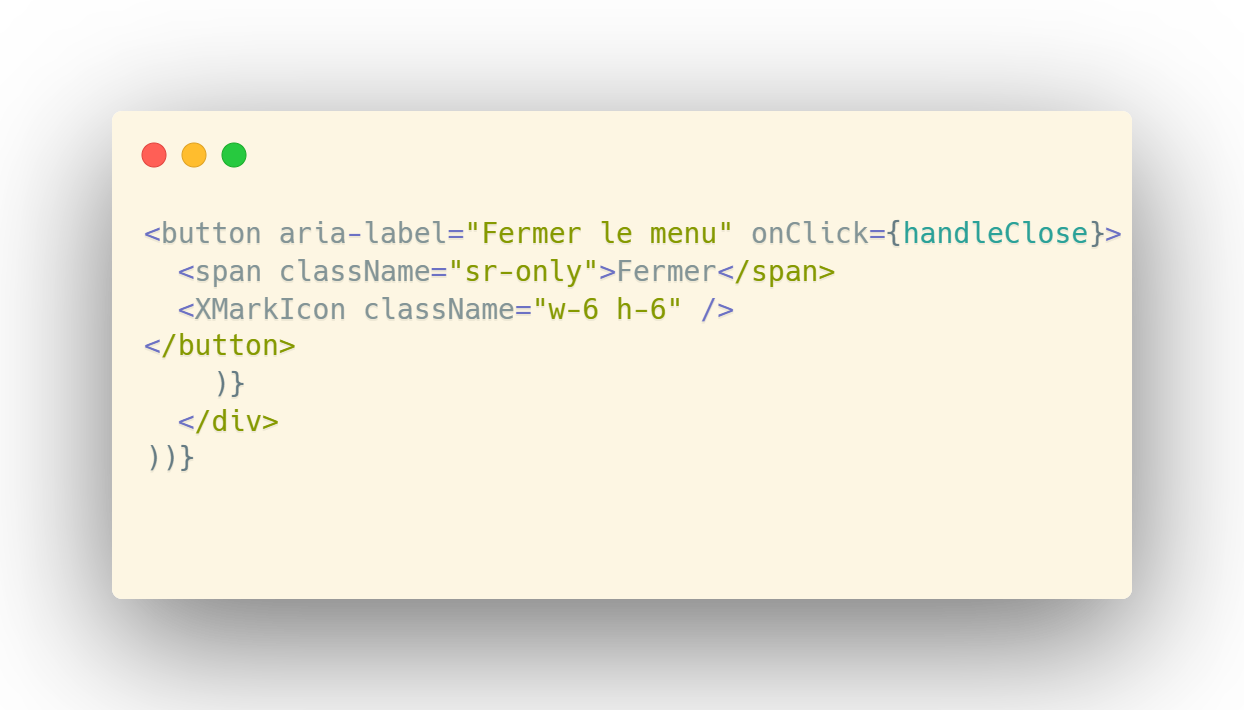 <button aria-label="Fermer le menu" onClick={handleClose}>
  <span className="sr-only">Fermer</span>
  <XMarkIcon className="w-6 h-6" />
</button>
    )}
  </div>
))}